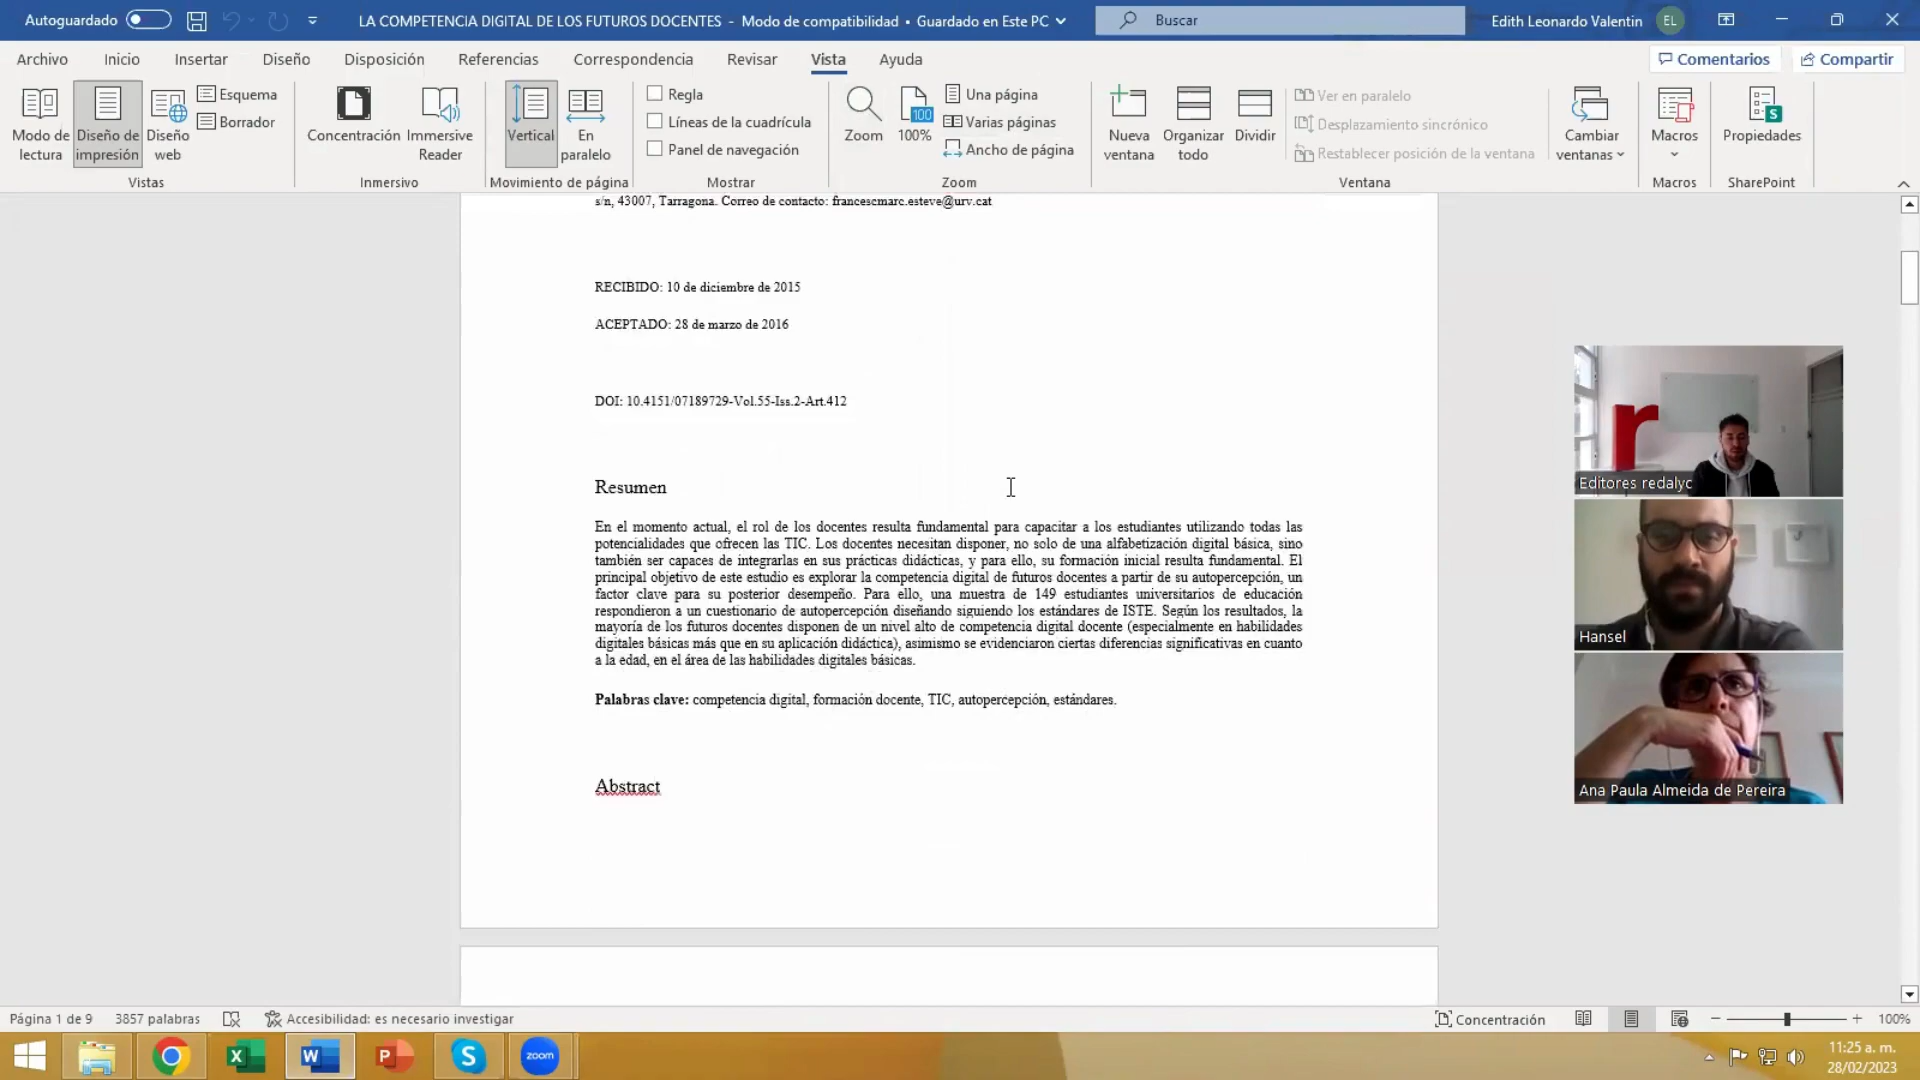 Autoguardado
LA COMPETENCIA DIGITAL DE LOS FUTUROS DOCENTES - Modo de compatibilidad • Guardado en Este PC
Buscar
Edith Leonardo Valentin
EL
Archivo
Inicio
Insertar
Diseño
Disposición
Referencias
Correspondencia
Revisar
Vista
Ayuda
Comentarios
Compartir
Modo de lectura
Diseño de impresión
Diseño web
Esquema
Borrador
Vistas
Concentración
Immersive Reader
Inmersivo
Vertical
En paralelo
Movimiento de página
Regla
Líneas de la cuadrícula
Panel de navegación
Mostrar
Zoom
100
100%
Una página
Varias páginas
Ancho de página
Zoom
Nueva ventana
Organizar todo
Dividir
Ver en paralelo
Desplazamiento sincrónico
Restablecer posición de la ventana
Ventana
Cambiar ventanas
Macros
Macros
Propiedades
SharePoint
s/n, 43007, Tarragona. Correo de contacto: francescmarc.esteve@urv.cat
RECIBIDO: 10 de diciembre de 2015
ACEPTADO: 28 de marzo de 2016
DOI: 10.4151/07189729-Vol.55-Iss.2-Art.412
Resumen
En el momento actual, el rol de los docentes resulta fundamental para capacitar a los estudiantes utilizando todas las
potencialidades que ofrecen las TIC. Los docentes necesitan disponer, no solo de una alfabetización digital básica, sino
también ser capaces de integrarlas en sus prácticas didácticas, y para ello, su formación inicial resulta fundamental. El
principal objetivo de este estudio es explorar la competencia digital de futuros docentes a partir de su autopercepción, un
factor clave para su posterior desempeño. Para ello, una muestra de 149 estudiantes universitarios de educación
respondieron a un cuestionario de autopercepción diseñando siguiendo los estándares de ISTE. Según los resultados, la
mayoría de los futuros docentes disponen de un nivel alto de competencia digital docente (especialmente en habilidades
digitales básicas más que en su aplicación didáctica), asimismo se evidenciaron ciertas diferencias significativas en cuanto
a la edad, en el área de las habilidades digitales básicas.
Palabras clave: competencia digital, formación docente, TIC, autopercepción, estándares.
Abstract
r
Editores redalyc
Hansel
Ana Paula Almeida de Pereira
Página 1 de 9
3857 palabras
Accesibilidad: es necesario investigar
Concentración
100%
zoom
11:25 a. m.
28/02/2023